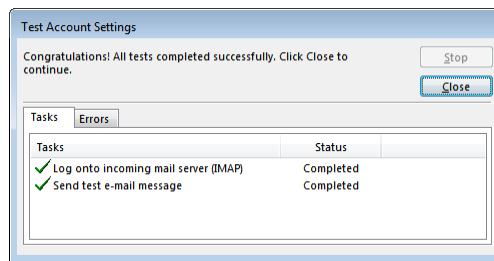 Test Account Settings
Congratulations! All tests completed successfully. Click Close to
continue.
Stop
Close
Tasks Errors
Tasks Status
Log onto incoming mail server (IMAP) Completed
Send test e-mail message Completed